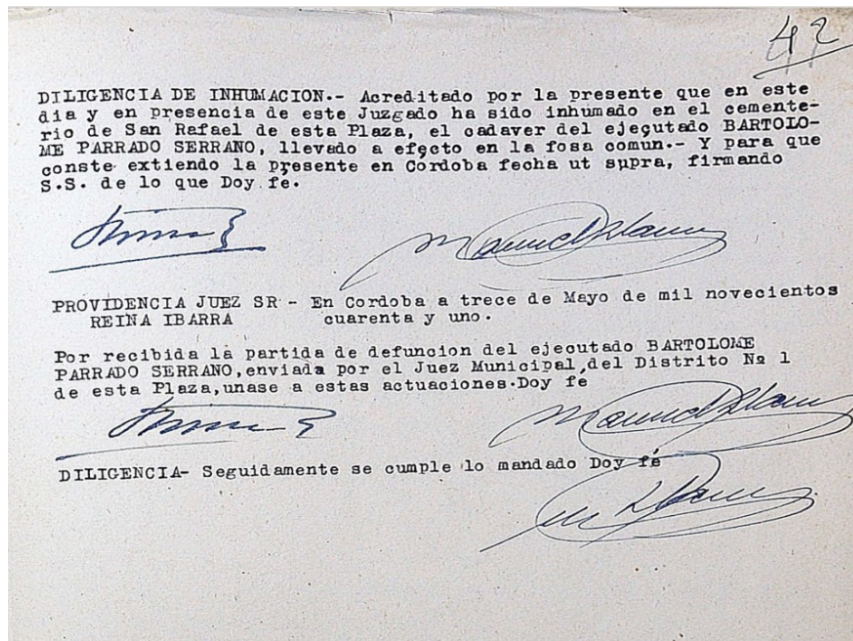 42
DILIGENCIA DE INHUMACION.- Acreditado por la presente que en este
dia y en presencia de este Juzgado ha sido inhumado en el cemente-
rio de San Rafael de esta Plaza, el cadaver del ejecutado BARTOLO-
ME PARRADO SERRANO, llevado a efecto en la fosa comun.- Y para que
conste extiendo la presente en Cordoba fecha ut supra, firmando
S.S. de lo que Doy fe.
PROVIDENCIA JUEZ SR - En Cordoba a trece de Mayo de mil novecientos
REINA IBARRA cuarenta y uno.
Por recibida la partida de defuncion del ejecutado BARTOLOME
PARRADO SERRANO, enviada por el Juez Municipal, del Distrito Nº 1
de esta Plaza, unase a estas actuaciones. Doy fe
DILIGENCIA- Seguidamente se cumple lo mandado Doy fé